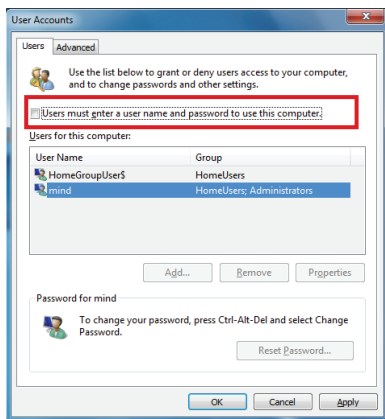 User Accounts
Users
Advanced
Use the list below to grant or deny users access to your computer,
and to change passwords and other settings.
Users must enter a user name and password to use this computer.
Users for this computer:
User Name Group
HomeGroupUser$ HomeUsers
mind HomeUsers; Administrators
Add... Remove Properties
Password for mind
To change your password, press Ctrl-Alt-Del and select Change
Password.
Reset Password...
OK Cancel Apply